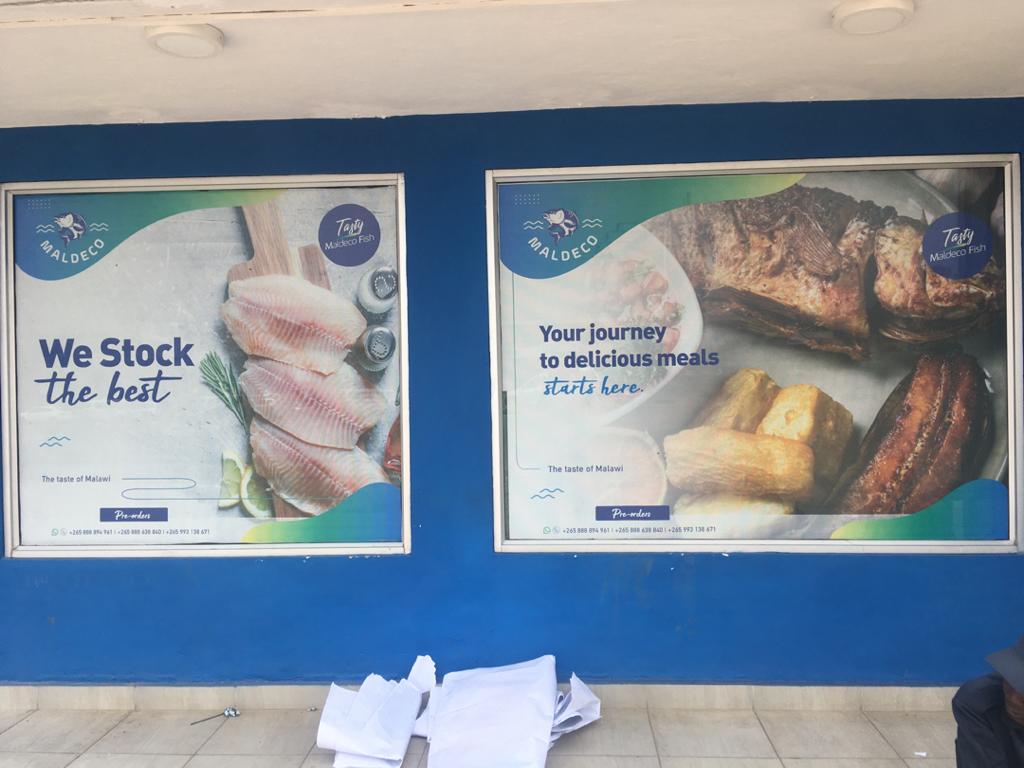 MALDECO
Tasty
Maldeco Fish
We Stock
the best
The taste of Malawi
Pre-orders
+265 888 894 961 | +265 888 638 840 | +265 993 138 671
MALDECO
Tasty
Maldeco Fish
Your journey
to delicious meals
starts here.
The taste of Malawi
Pre-orders
+265 888 894 961 | +265 888 638 840 | +265 993 138 671